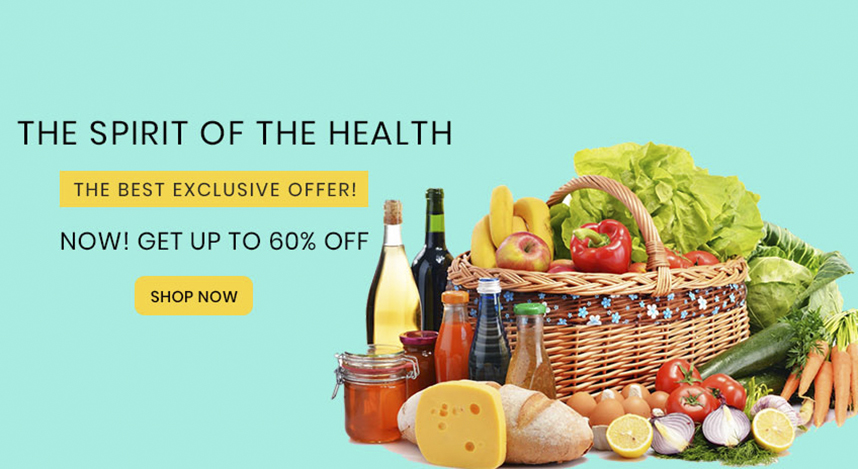 THE SPIRIT OF THE HEALTH
THE BEST EXCLUSIVE OFFER!
NOW! GET UP TO 60% OFF
SHOP NOW